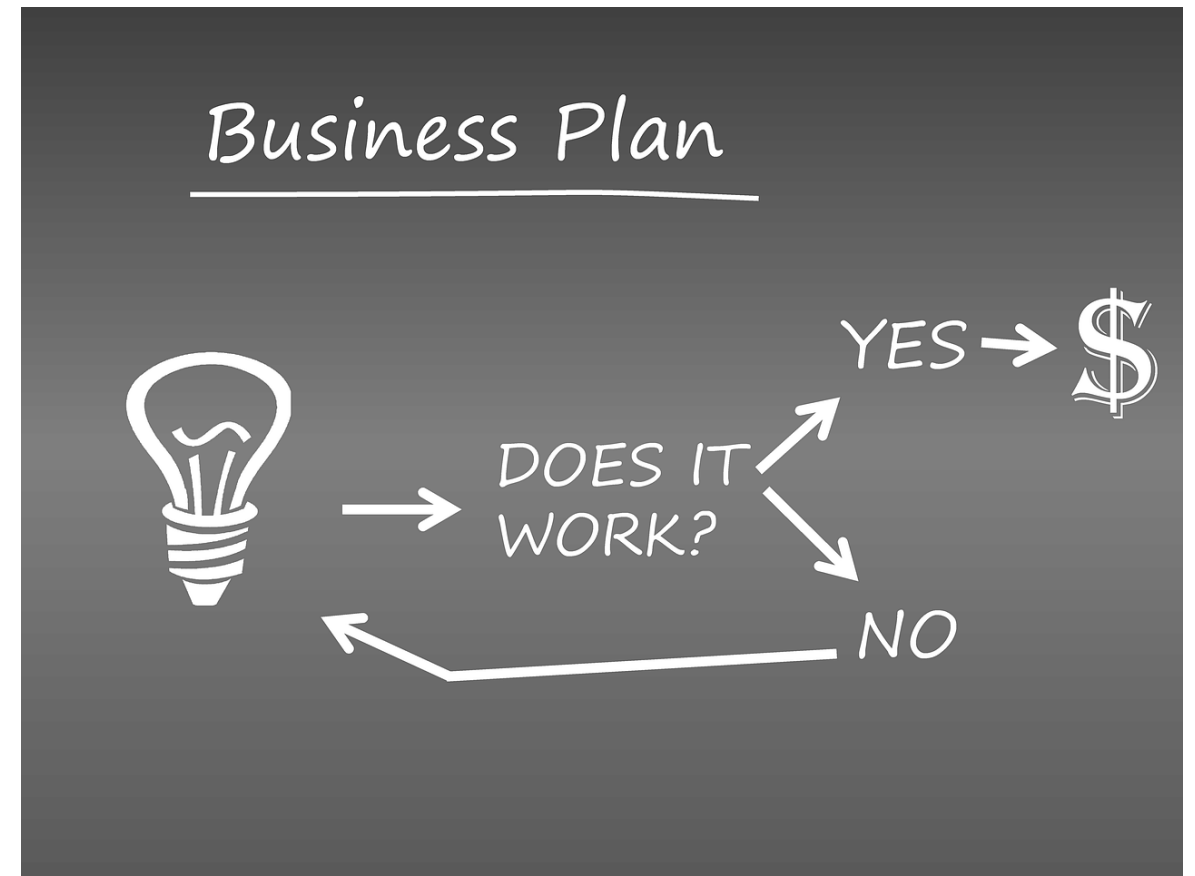 Business Plan
YES
$
DOES IT
WORK?
NO